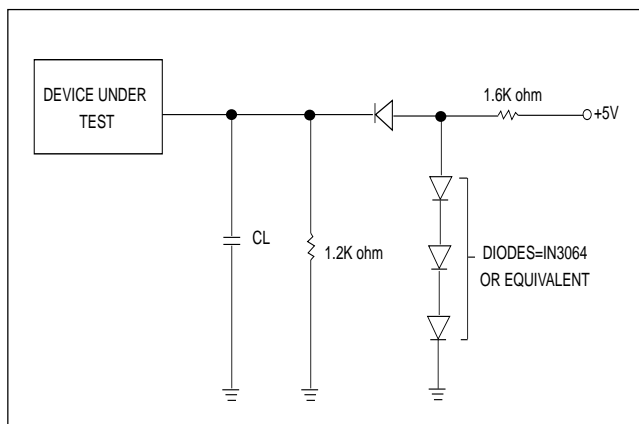 DEVICE UNDER
TEST
1.6K ohm
+5V
CL
1.2K ohm
DIODES=IN3064
OR EQUIVALENT